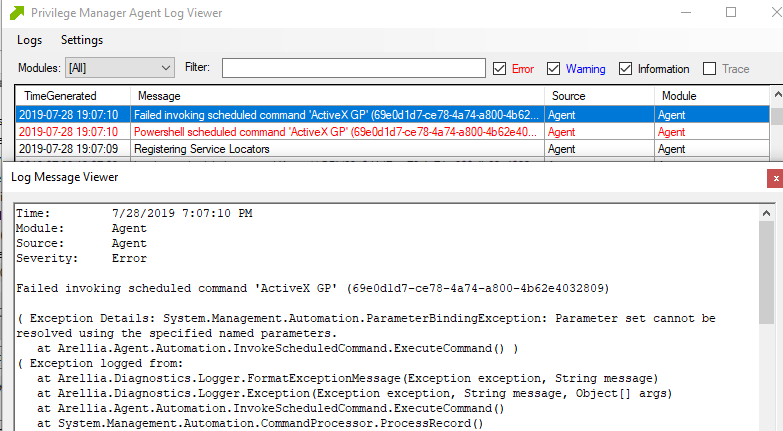 Privilege Manager Agent Log Viewer
Logs Settings
Modules: [All] Filter: Error Warning Information Trace
TimeGenerated Message Source Module
2019-07-28 19:07:10 Failed invoking scheduled command 'ActiveX GP' (69e0d1d7-ce78-4a74-a800-4b62... Agent Agent
2019-07-28 19:07:10 Powershell scheduled command 'ActiveX GP' (69e0d1d7-ce78-4a74-a800-4b62e40... Agent Agent
2019-07-28 19:07:09 Registering Service Locators Agent Agent
Log Message Viewer
x
Time: 7/28/2019 7:07:10 PM
Module: Agent
Source: Agent
Severity: Error
Failed invoking scheduled command 'ActiveX GP' (69e0d1d7-ce78-4a74-a800-4b62e4032809)
( Exception Details: System.Management.Automation.ParameterBindingException: Parameter set cannot be
resolved using the specified named parameters.
at Arellia.Agent.Automation.InvokeScheduledCommand.ExecuteCommand() )
( Exception logged from:
at Arellia.Diagnostics.Logger.FormatExceptionMessage(Exception exception, String message)
at Arellia.Diagnostics.Logger.Exception(Exception exception, String message, Object[] args)
at Arellia.Agent.Automation.InvokeScheduledCommand.ExecuteCommand()
at System.Management.Automation.CommandProcessor.ProcessRecord()